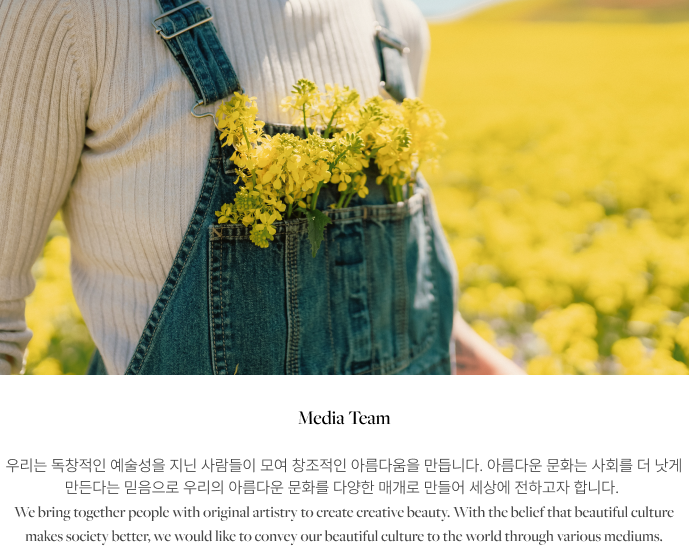 Media Team
우리는 독창적인 예술성을 지닌 사람들이 모여 창조적인 아름다움을 만듭니다. 아름다운 문화는 사회를 더 낫게
만든다는 믿음으로 우리의 아름다운 문화를 다양한 매개로 만들어 세상에 전하고자 합니다.
We bring together people with original artistry to create creative beauty. With the belief that beautiful culture
makes society better, we would like to convey our beautiful culture to the world through various mediums.